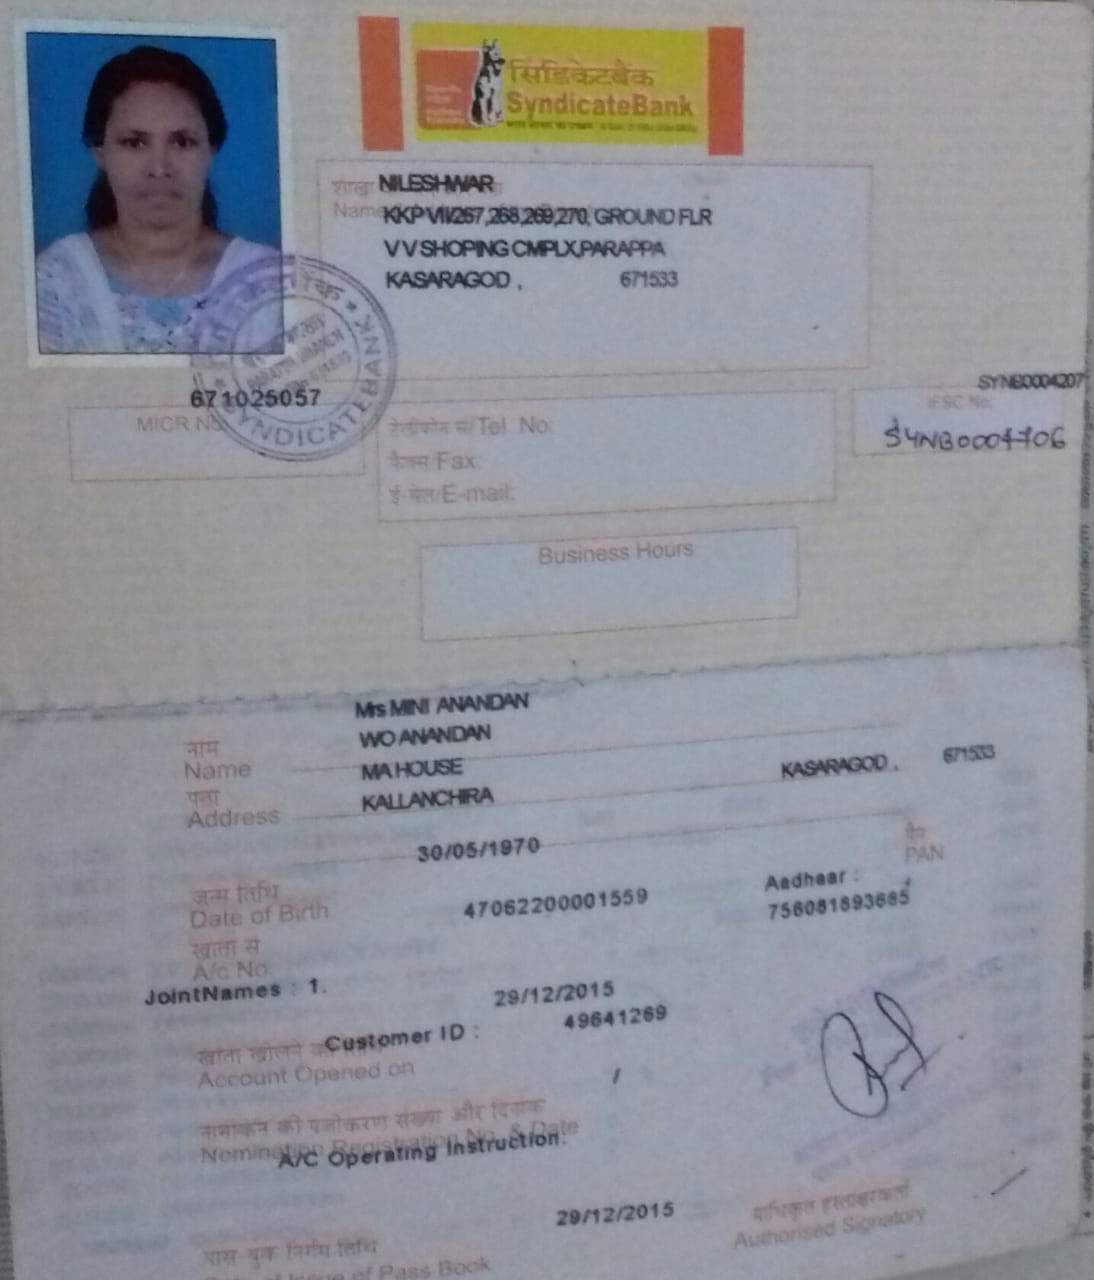 सिंडिकेटबैंक
SyndicateBank
शाखा NILESHWAR
Name KKP VII/267,268,269,270, GROUND FLR
V V SHOPING CMPLX,PARAPPA
KASARAGOD , 671533
SYNDICATEBANK
671025057
MICR No.
टेलीफोन सं/Tel. No:
फैक्स/Fax:
ई-मेल/E-mail:
SYNB0004207
IFSC No:
SYNB0004706
Business Hours
Mrs MINI ANANDAN
WO ANANDAN
नाम
Name
MA HOUSE KASARAGOD , 671533
पता
Address
KALLANCHIRA
30/05/1970
पैन
PAN
जन्म तिथि
Date of Birth
47062200001559
Aadhaar :
756081893685
खाता सं
A/c No
JointNames : 1.
29/12/2015
Customer ID : 49641269
खाता खोलने की
Account Opened on
नामांकन की पंजीकरण संख्या और दिनांक
Nomination Registration No. & Date
A/C Operating Instruction:
29/12/2015
प्राधिकृत हस्ताक्षरकर्ता
Authorised Signatory
पास बुक निर्गम तिथि
of Issue of Pass Book